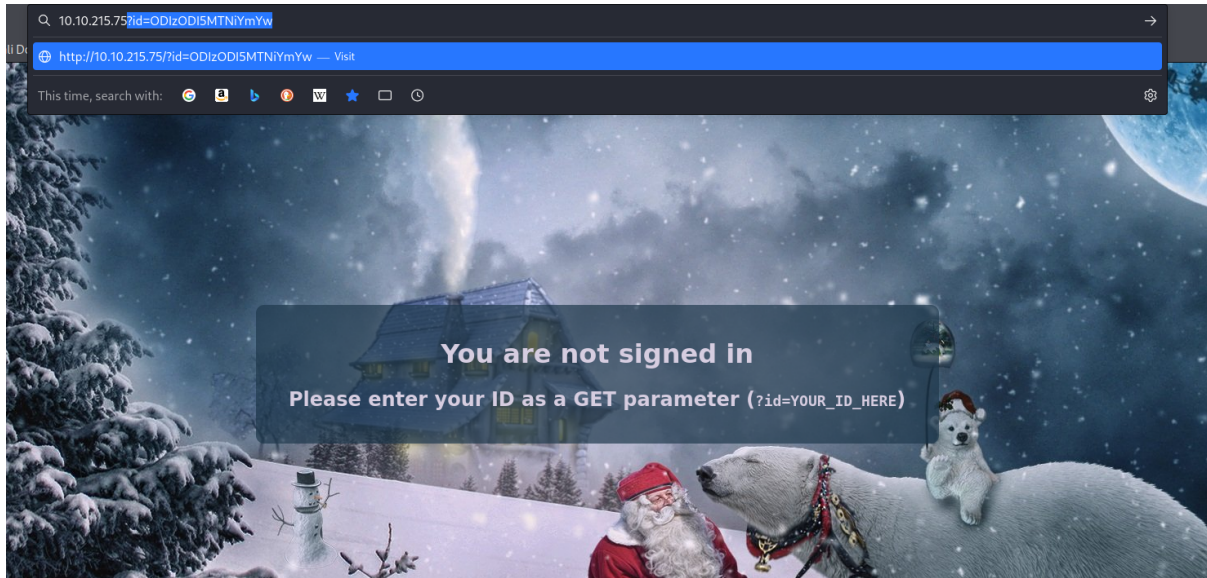 10.10.215.75?id=ODIzODI5MTNiYmYw
http://10.10.215.75/?id=ODIzODI5MTNiYmYw — Visit
This time, search with:
You are not signed in
Please enter your ID as a GET parameter (?id=YOUR_ID_HERE)